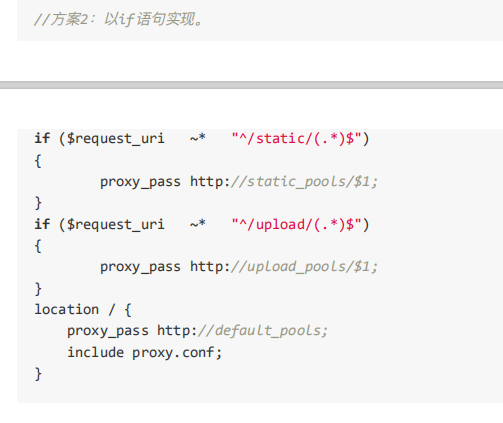 //方案2：以if语句实现。
if ($request_uri   ~*   "^/static/(.*)$")
{
        proxy_pass http://static_pools/$1;
}
if ($request_uri   ~*   "^/upload/(.*)$")
{
        proxy_pass http://upload_pools/$1;
}
location / {
    proxy_pass http://default_pools;
    include proxy.conf;
}